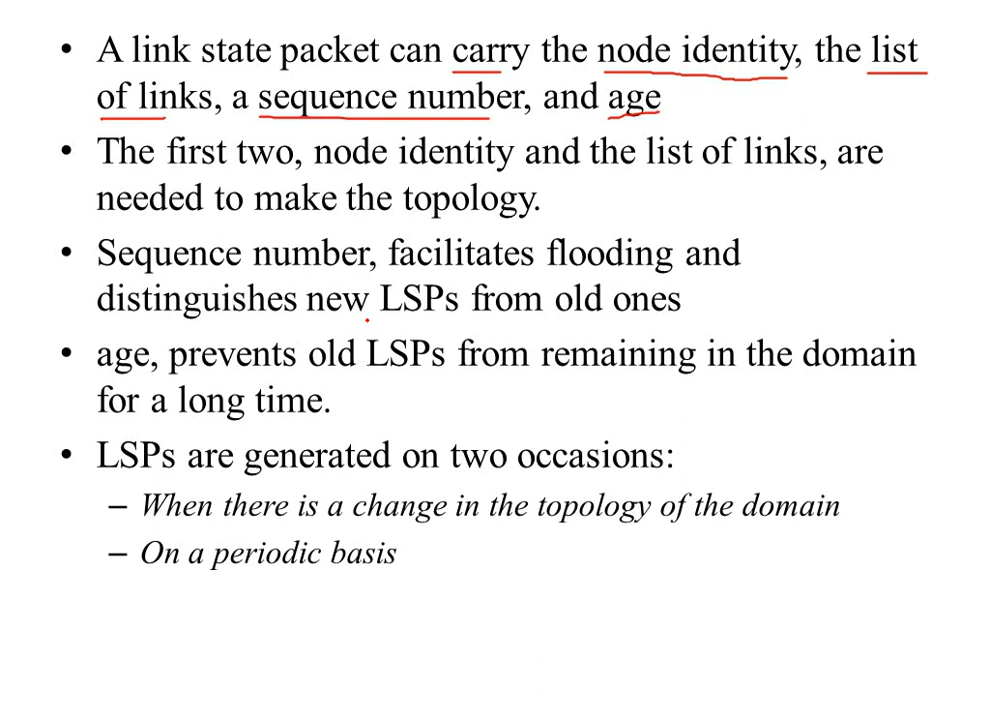 • A link state packet can carry the node identity, the list
of links, a sequence number, and age
• The first two, node identity and the list of links, are
needed to make the topology.
• Sequence number, facilitates flooding and
distinguishes new LSPs from old ones
• age, prevents old LSPs from remaining in the domain
for a long time.
• LSPs are generated on two occasions:
– When there is a change in the topology of the domain
– On a periodic basis